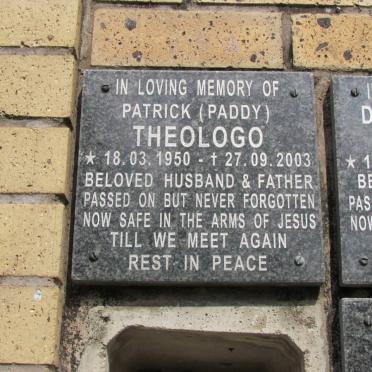 IN LOVING MEMORY OF
PATRICK (PADDY)
THEOLOGO
★ 18.03.1950 - † 27.09.2003
BELOVED HUSBAND & FATHER
PASSED ON BUT NEVER FORGOTTEN
NOW SAFE IN THE ARMS OF JESUS
TILL WE MEET AGAIN
REST IN PEACE